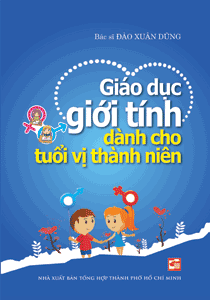 Bác sĩ ĐÀO XUÂN DŨNG
Giáo dục
giới tính
dành cho
tuổi vị thành niên
NHÀ XUẤT BẢN TỔNG HỢP THÀNH PHỐ HỒ CHÍ MINH